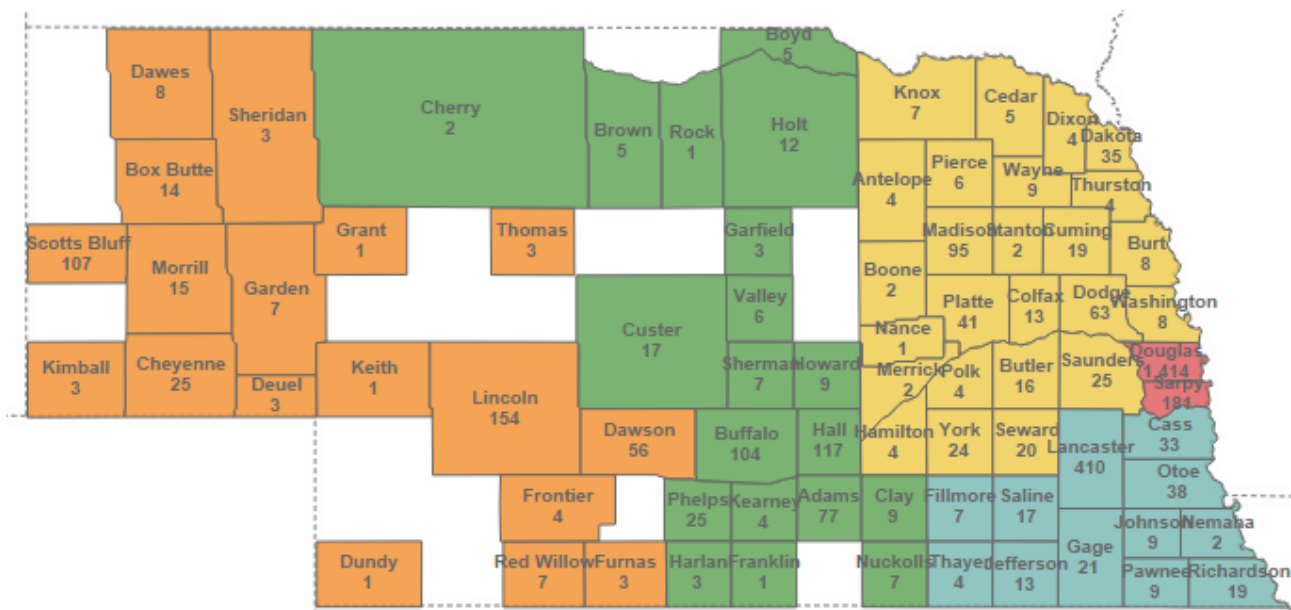 Boyd
5
Dawes
8
Sheridan
3
Cherry
2
Brown
5
Rock
1
Holt
12
Knox
7
Cedar
5
Dixon
4
Dakota
35
Box Butte
14
Antelope
4
Pierce
6
Wayne
9
Thurston
4
Scotts Bluff
107
Morrill
15
Garden
7
Grant
1
Thomas
3
Garfield
3
Madison
95
Stanton
2
Cuming
19
Burt
8
Boone
2
Valley
6
Custer
17
Platte
41
Colfax
13
Dodge
63
Washington
8
Nance
1
Kimball
3
Cheyenne
25
Deuel
3
Keith
1
Lincoln
154
Sherman
7
Howard
9
Merrick
2
Polk
4
Butler
16
Saunders
25
Douglas
1,414
Sarpy
181
Dawson
56
Buffalo
104
Hall
117
Hamilton
4
York
24
Seward
20
Lancaster
410
Cass
33
Otoe
38
Frontier
4
Phelps
25
Kearney
4
Adams
77
Clay
9
Fillmore
7
Saline
17
Johnson
9
Nemaha
2
Dundy
1
Red Willow
7
Furnas
3
Harlan
3
Franklin
1
Nuckolls
7
Thayer
4
Jefferson
13
Gage
21
Pawnee
9
Richardson
19